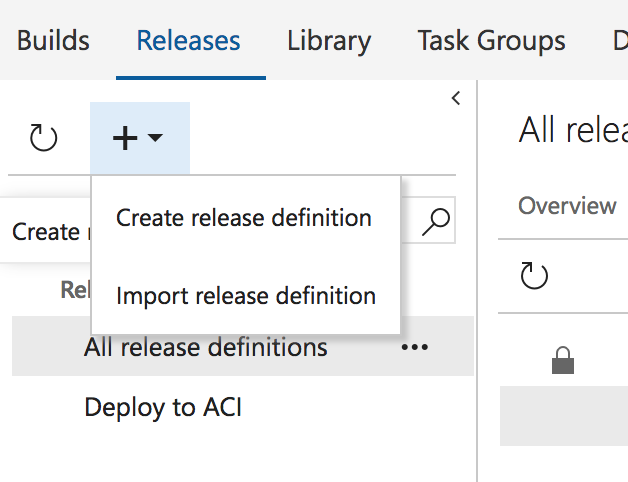 Builds Releases Library Task Groups
All
Create release definition
Overview
Create
Import release definition
All release definitions
Deploy to ACI